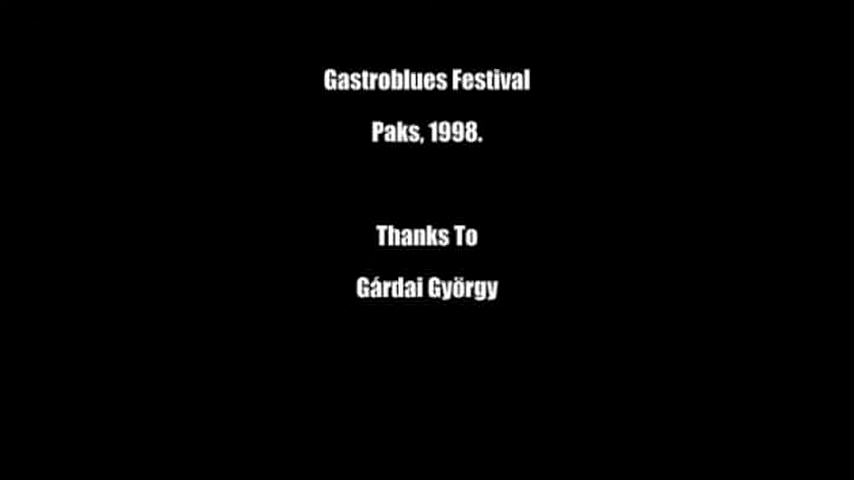 Gastroblues Festival
Paks, 1998.
Thanks To
Gárdai György